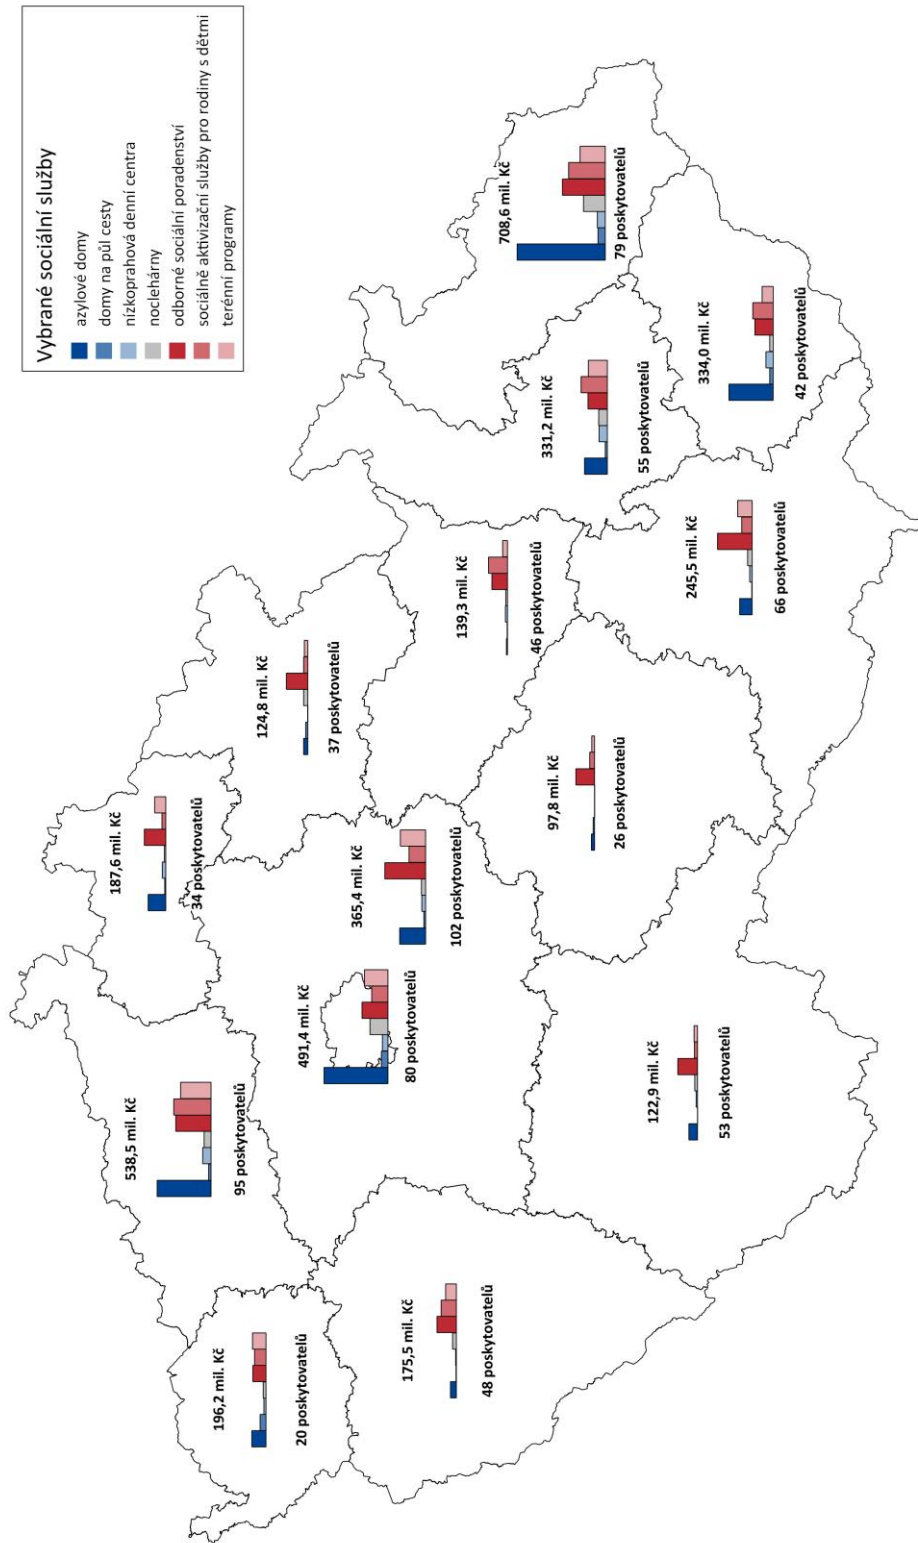 Vybrané sociální služby
azylové domy
domy na půl cesty
nízkoprahová denní centra
noclehárny
odborné sociální poradenství
sociálně aktivizační služby pro rodiny s dětmi
terénní programy
187,6 mil. Kč
34 poskytovatelů
538,5 mil. Kč
95 poskytovatelů
124,8 mil. Kč
37 poskytovatelů
196,2 mil. Kč
20 poskytovatelů
491,4 mil. Kč
80 poskytovatelů
365,4 mil. Kč
102 poskytovatelů
175,5 mil. Kč
48 poskytovatelů
139,3 mil. Kč
46 poskytovatelů
708,6 mil. Kč
79 poskytovatelů
331,2 mil. Kč
55 poskytovatelů
97,8 mil. Kč
26 poskytovatelů
122,9 mil. Kč
53 poskytovatelů
245,5 mil. Kč
66 poskytovatelů
334,0 mil. Kč
42 poskytovatelů